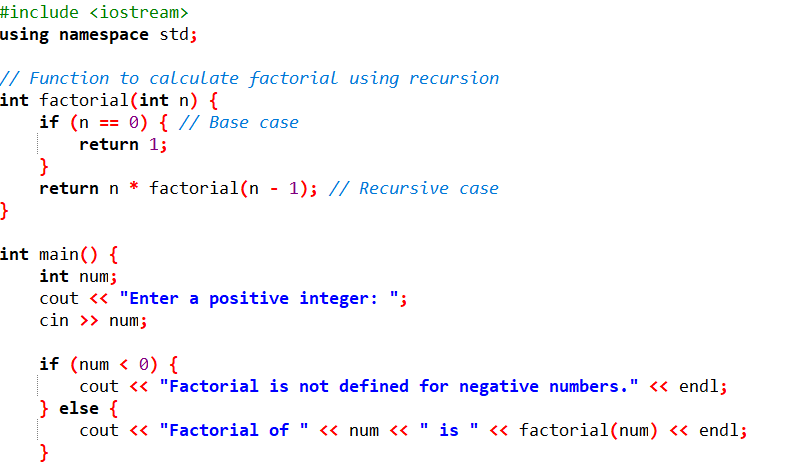 #include <iostream>
using namespace std;

// Function to calculate factorial using recursion
int factorial(int n) {
    if (n == 0) { // Base case
        return 1;
    }
    return n * factorial(n - 1); // Recursive case
}

int main() {
    int num;
    cout << "Enter a positive integer: ";
    cin >> num;

    if (num < 0) {
        cout << "Factorial is not defined for negative numbers." << endl;
    } else {
        cout << "Factorial of " << num << " is " << factorial(num) << endl;
    }